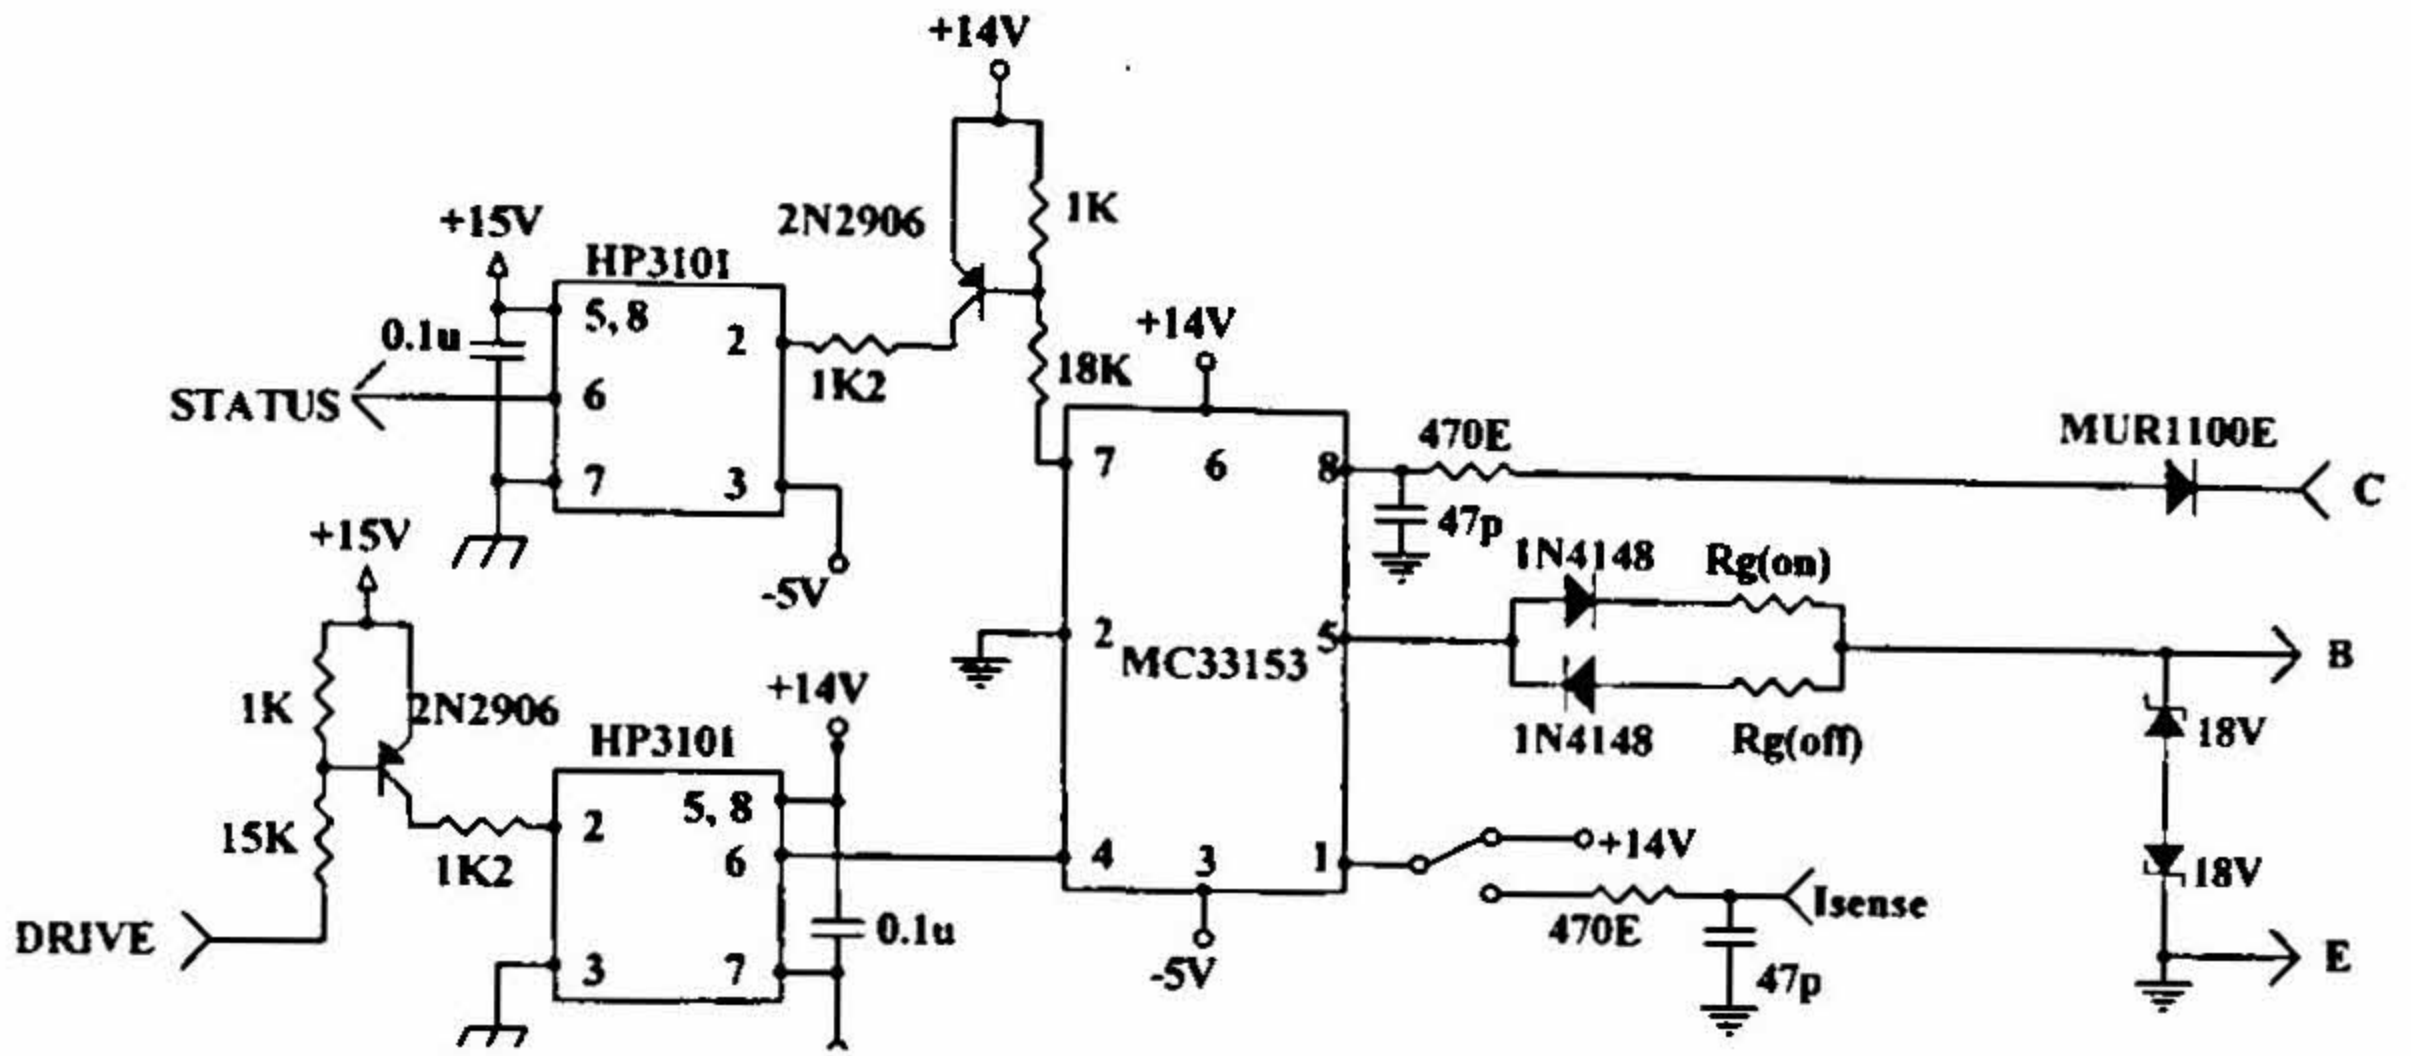 +14V
+15V
HP3101
2N2906
1K
5, 8
2
0.1u
1K2
18K
+14V
STATUS
6
7
3
-5V
7
6
8
470E
MUR1100E
C
47p
+15V
1N4148
Rg(on)
2
MC33153
5
B
1K
2N2906
+14V
1N4148
Rg(off)
18V
HP3101
5, 8
15K
2
6
1K2
4
3
1
+14V
18V
DRIVE
3
7
0.1u
-5V
470E
Isense
47p
E